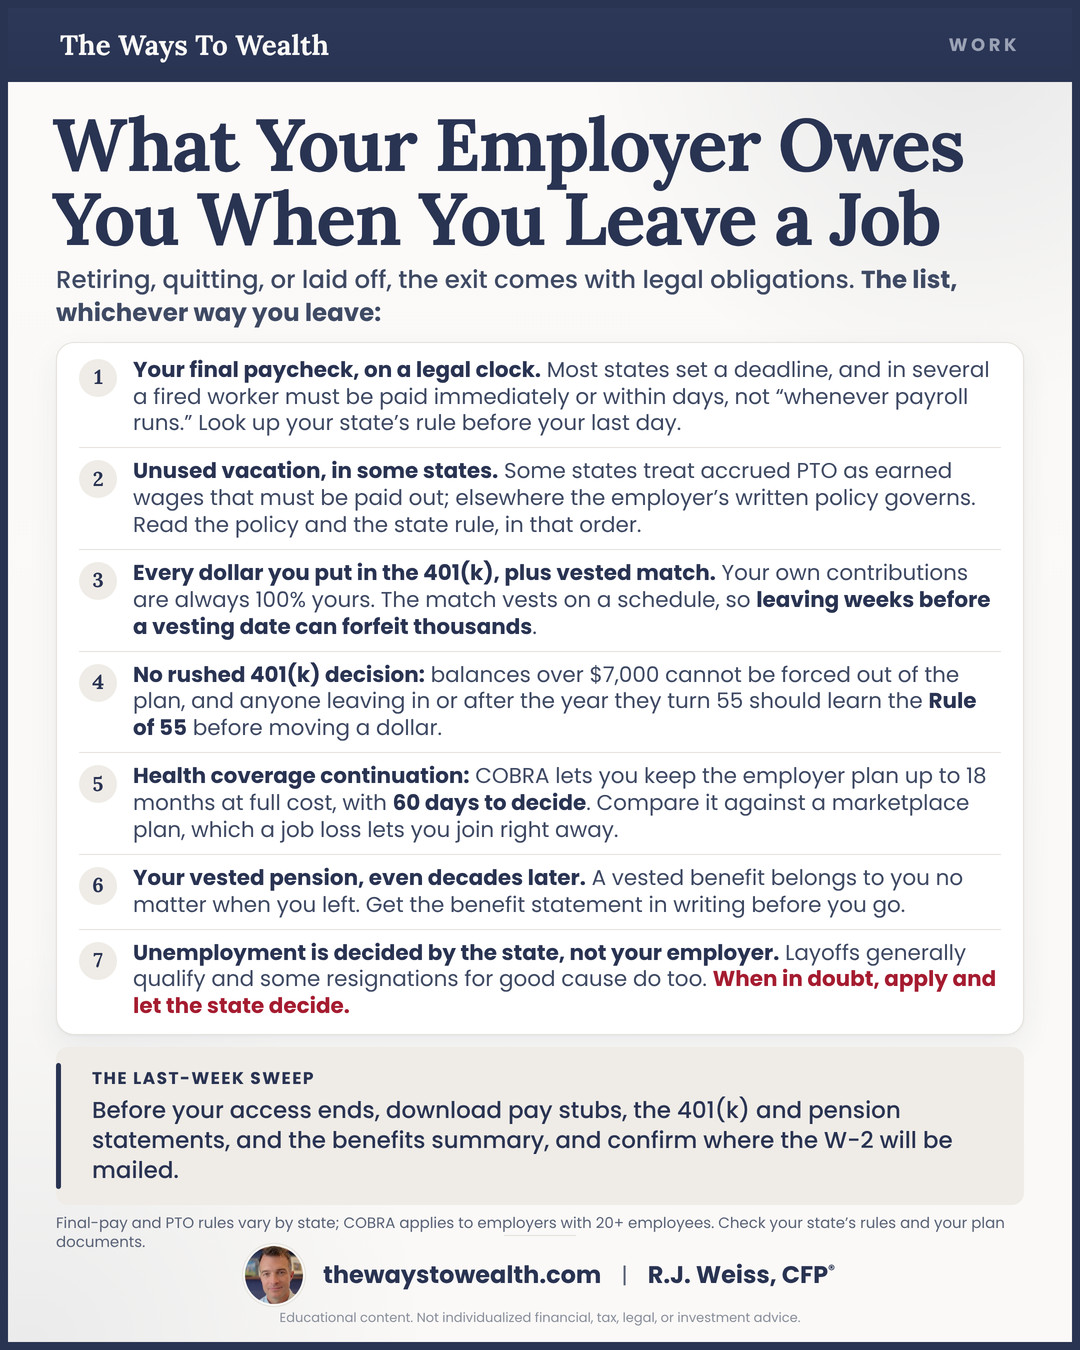 The Ways To Wealth
WORK
What Your Employer Owes
You When You Leave a Job
Retiring, quitting, or laid off, the exit comes with legal obligations. The list,
whichever way you leave:
1
Your final paycheck, on a legal clock. Most states set a deadline, and in several
a fired worker must be paid immediately or within days, not “whenever payroll
runs.” Look up your state’s rule before your last day.
2
Unused vacation, in some states. Some states treat accrued PTO as earned
wages that must be paid out; elsewhere the employer’s written policy governs.
Read the policy and the state rule, in that order.
3
Every dollar you put in the 401(k), plus vested match. Your own contributions
are always 100% yours. The match vests on a schedule, so leaving weeks before
a vesting date can forfeit thousands.
4
No rushed 401(k) decision: balances over $7,000 cannot be forced out of the
plan, and anyone leaving in or after the year they turn 55 should learn the Rule
of 55 before moving a dollar.
5
Health coverage continuation: COBRA lets you keep the employer plan up to 18
months at full cost, with 60 days to decide. Compare it against a marketplace
plan, which a job loss lets you join right away.
6
Your vested pension, even decades later. A vested benefit belongs to you no
matter when you left. Get the benefit statement in writing before you go.
7
Unemployment is decided by the state, not your employer. Layoffs generally
qualify and some resignations for good cause do too. When in doubt, apply and
let the state decide.
THE LAST-WEEK SWEEP
Before your access ends, download pay stubs, the 401(k) and pension
statements, and the benefits summary, and confirm where the W-2 will be
mailed.
Final-pay and PTO rules vary by state; COBRA applies to employers with 20+ employees. Check your state’s rules and your plan
documents.
thewaystowealth.com | R.J. Weiss, CFP®
Educational content. Not individualized financial, tax, legal, or investment advice.